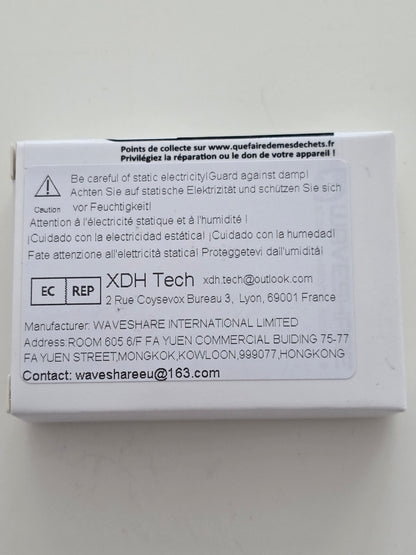 Points de collecte sur www.quefairedemesdechets.fr
Privilégiez la réparation ou le don de votre appareil !
Be careful of static electricity!Guard against damp!
Achten Sie auf statische Elektrizität und schützen Sie sich
Caution vor Feuchtigkeit!
Attention à l'électricité statique et à l'humidité !
¡Cuidado con la electricidad estática! ¡Cuidado con la humedad!
Fate attenzione all'elettricità statica! Proteggetevi dall'umidità!
EC REP XDH Tech xdh.tech@outlook.com
2 Rue Coysevox Bureau 3, Lyon, 69001 France
Manufacturer: WAVESHARE INTERNATIONAL LIMITED
Address:ROOM 605 6/F FA YUEN COMMERCIAL BUIDING 75-77
FA YUEN STREET,MONGKOK,KOWLOON,999077,HONGKONG
Contact: waveshareeu@163.com